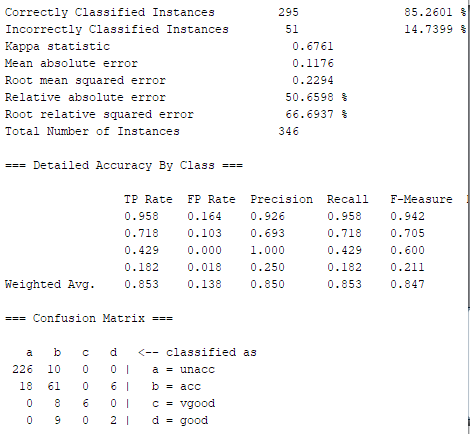 Correctly Classified Instances 295 85.2601 %
Incorrectly Classified Instances 51 14.7399 %
Kappa statistic 0.6761
Mean absolute error 0.1176
Root mean squared error 0.2294
Relative absolute error 50.6598 %
Root relative squared error 66.6937 %
Total Number of Instances 346
=== Detailed Accuracy By Class ===
TP Rate FP Rate Precision Recall F-Measure
0.958 0.164 0.926 0.958 0.942
0.718 0.103 0.693 0.718 0.705
0.429 0.000 1.000 0.429 0.600
0.182 0.018 0.250 0.182 0.211
Weighted Avg. 0.853 0.138 0.850 0.853 0.847
=== Confusion Matrix ===
a b c d <-- classified as
226 10 0 0 | a = unacc
18 61 0 6 | b = acc
0 8 6 0 | c = vgood
0 9 0 2 | d = good